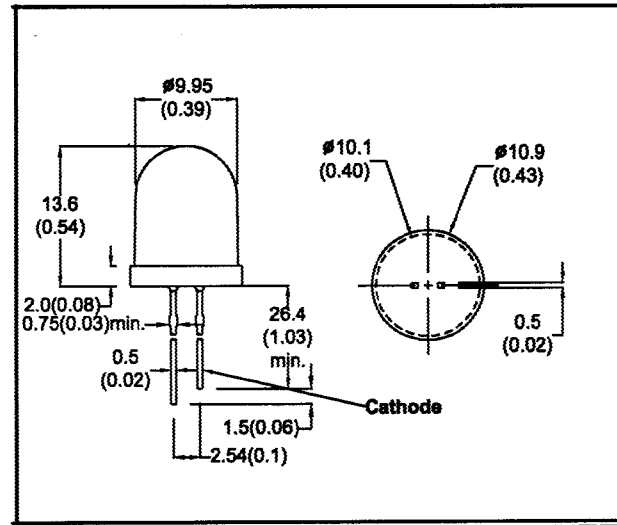 ø9.95
(0.39)
ø10.1
(0.40)
ø10.9
(0.43)
13.6
(0.54)
2.0(0.08)
0.75(0.03)min.
26.4
(1.03)
min.
0.5
(0.02)
0.5
(0.02)
Cathode
1.5(0.06)
2.54(0.1)